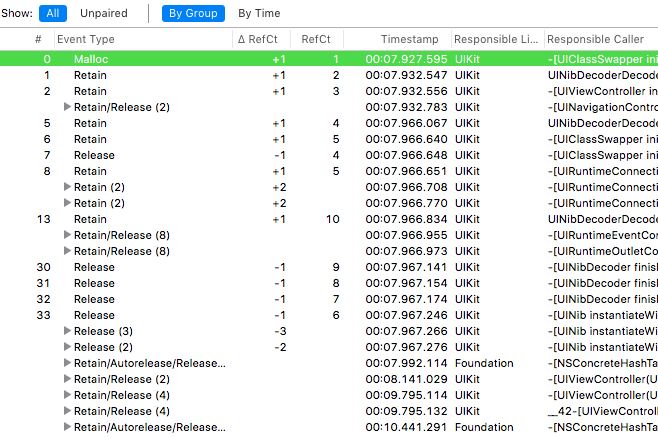 Show: All Unpaired By Group By Time
# Event Type Δ RefCt RefCt Timestamp Responsible Li... Responsible Caller
0 Malloc +1 1 00:07.927.595 UIKit -[UIClassSwapper ini
1 Retain +1 2 00:07.932.547 UIKit UINibDecoderDecod
2 Retain +1 3 00:07.932.556 UIKit -[UIViewController in
Retain/Release (2) 00:07.932.783 UIKit -[UINavigationContro
5 Retain +1 4 00:07.966.067 UIKit UINibDecoderDecod
6 Retain +1 5 00:07.966.640 UIKit -[UIClassSwapper ini
7 Release -1 4 00:07.966.648 UIKit -[UIClassSwapper ini
8 Retain +1 5 00:07.966.651 UIKit -[UIRuntimeConnecti
Retain (2) +2 00:07.966.708 UIKit -[UIRuntimeConnecti
Retain (2) +2 00:07.966.770 UIKit -[UIRuntimeConnecti
13 Retain +1 10 00:07.966.834 UIKit UINibDecoderDecod
Retain/Release (8) 00:07.966.955 UIKit -[UIRuntimeEventCo
Retain/Release (8) 00:07.966.973 UIKit -[UIRuntimeOutletCo
30 Release -1 9 00:07.967.141 UIKit -[UINibDecoder finish
31 Release -1 8 00:07.967.154 UIKit -[UINibDecoder finish
32 Release -1 7 00:07.967.174 UIKit -[UINibDecoder finish
33 Release -1 6 00:07.967.246 UIKit -[UINib instantiateWi
Release (3) -3 00:07.967.266 UIKit -[UINib instantiateWi
Release (2) -2 00:07.967.276 UIKit -[UINib instantiateWi
Retain/Autorelease/Release... 00:07.992.114 Foundation -[NSConcreteHashTa
Retain/Release (2) 00:08.141.029 UIKit -[UIViewController(U
Retain/Release (4) 00:09.795.114 UIKit -[UIViewController(U
Retain/Release (4) 00:09.795.132 UIKit __42-[UIViewControl
Retain/Autorelease/Release... 00:10.441.291 Foundation -[NSConcreteHashTa